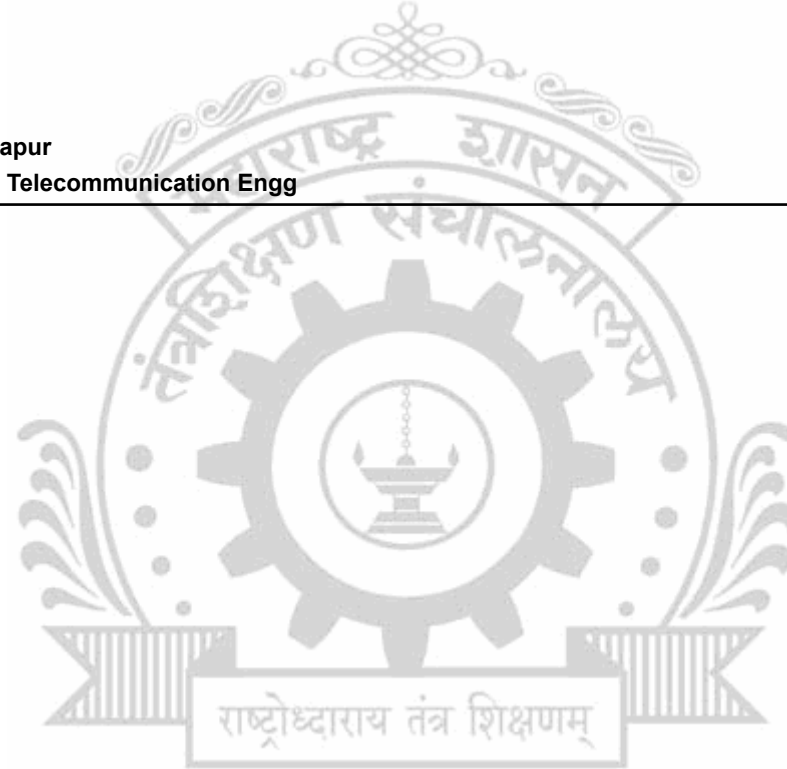 महाराष्ट्र शासन
apur
Telecommunication Engg
तंत्रशिक्षण संचालनालय
राष्ट्रोध्दाराय तंत्र शिक्षणम्